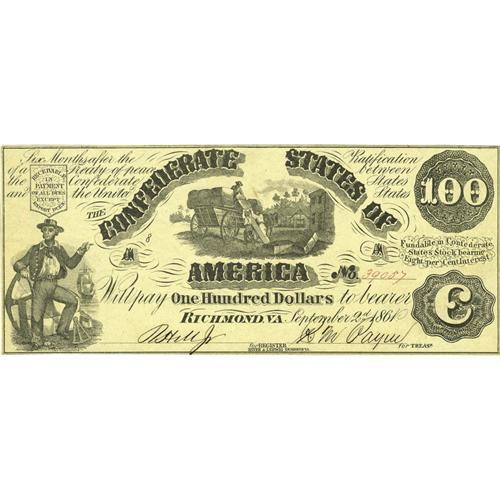 Six Months after the Ratification
of a Treaty of peace between
the Confederate States
and the United States
RECEIVABLE
IN
PAYMENT
OF ALL DUES
EXCEPT
EXPORT DUTIES
THE
CONFEDERATE STATES OF
AMERICA
100
Fundable in Confederate
States Stock bearing
Eight per Cent Interest
8
A A
No. 39087
Will pay One Hundred Dollars to bearer
C
RICHMOND, VA September 2nd 1861
For REGISTER
For TREASR